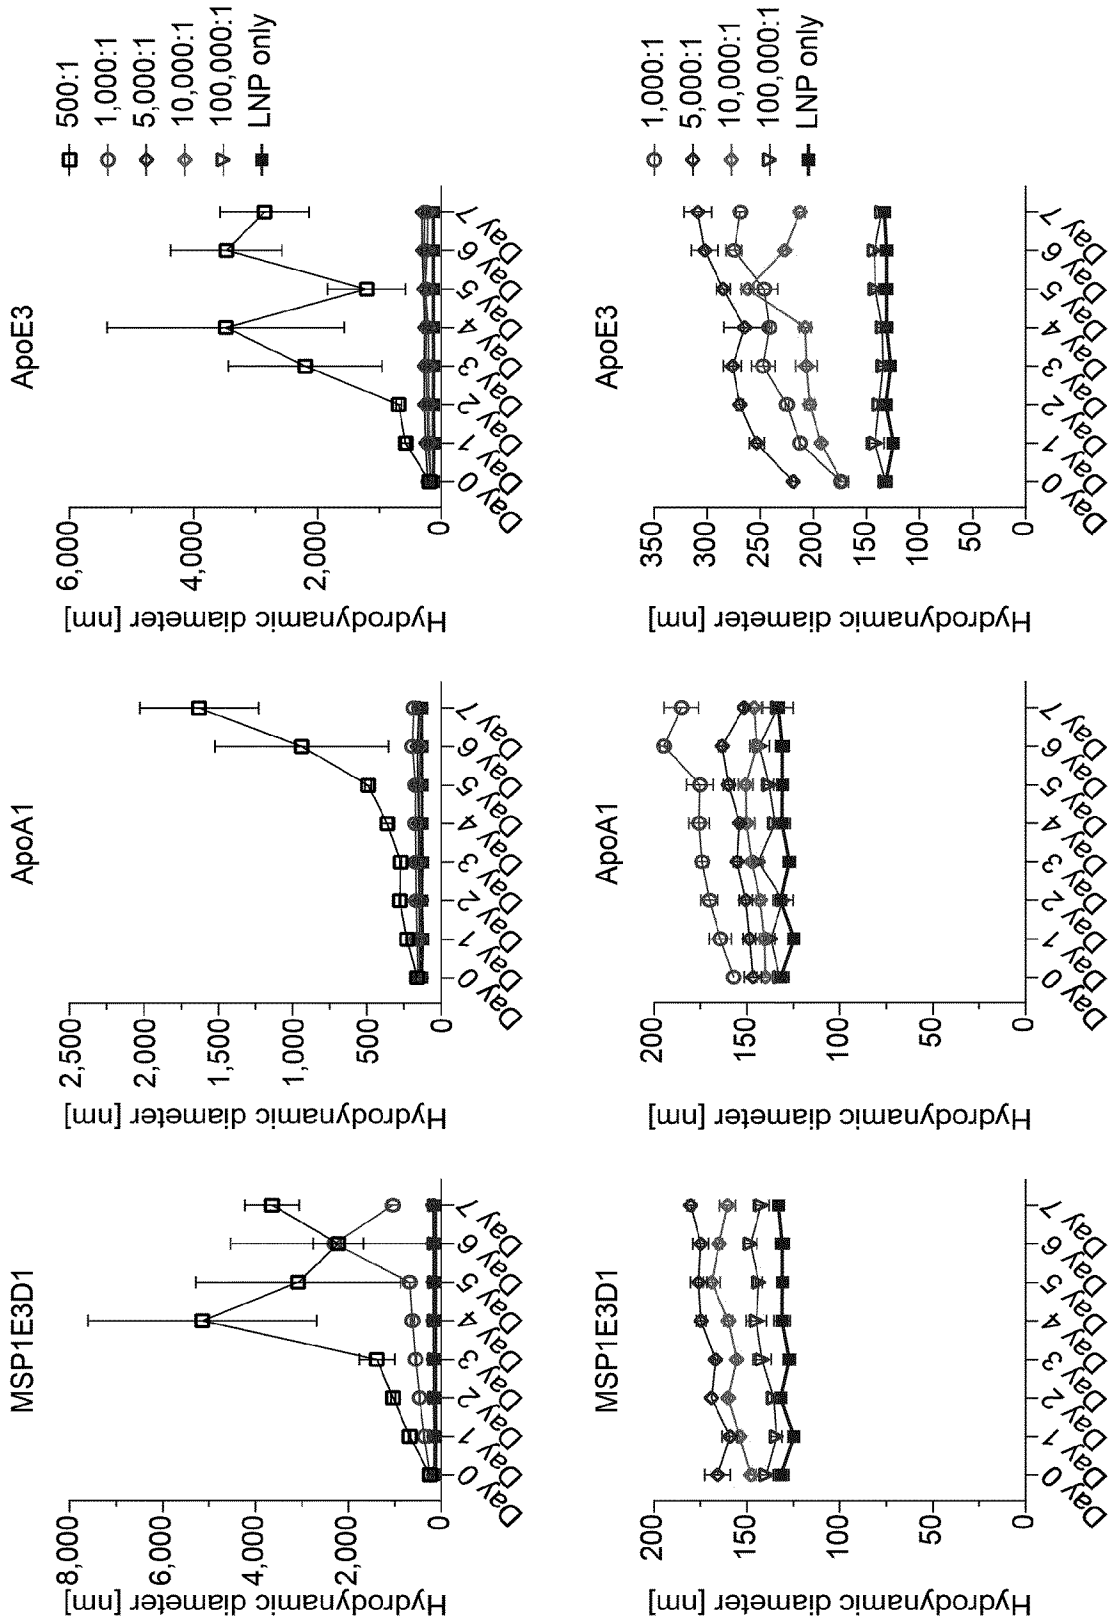 MSP1E3D1
Hydrodynamic diameter [nm]
8,000
6,000
4,000
2,000
0
Day 0
Day 1
Day 2
Day 3
Day 4
Day 5
Day 6
Day 7
ApoA1
Hydrodynamic diameter [nm]
2,500
2,000
1,500
1,000
500
0
Day 0
Day 1
Day 2
Day 3
Day 4
Day 5
Day 6
Day 7
ApoE3
Hydrodynamic diameter [nm]
6,000
4,000
2,000
0
Day 0
Day 1
Day 2
Day 3
Day 4
Day 5
Day 6
Day 7
500:1
1,000:1
5,000:1
10,000:1
100,000:1
LNP only
MSP1E3D1
Hydrodynamic diameter [nm]
200
150
100
50
0
Day 0
Day 1
Day 2
Day 3
Day 4
Day 5
Day 6
Day 7
ApoA1
Hydrodynamic diameter [nm]
200
150
100
50
0
Day 0
Day 1
Day 2
Day 3
Day 4
Day 5
Day 6
Day 7
ApoE3
Hydrodynamic diameter [nm]
350
300
250
200
150
100
50
0
Day 0
Day 1
Day 2
Day 3
Day 4
Day 5
Day 6
Day 7
1,000:1
5,000:1
10,000:1
100,000:1
LNP only